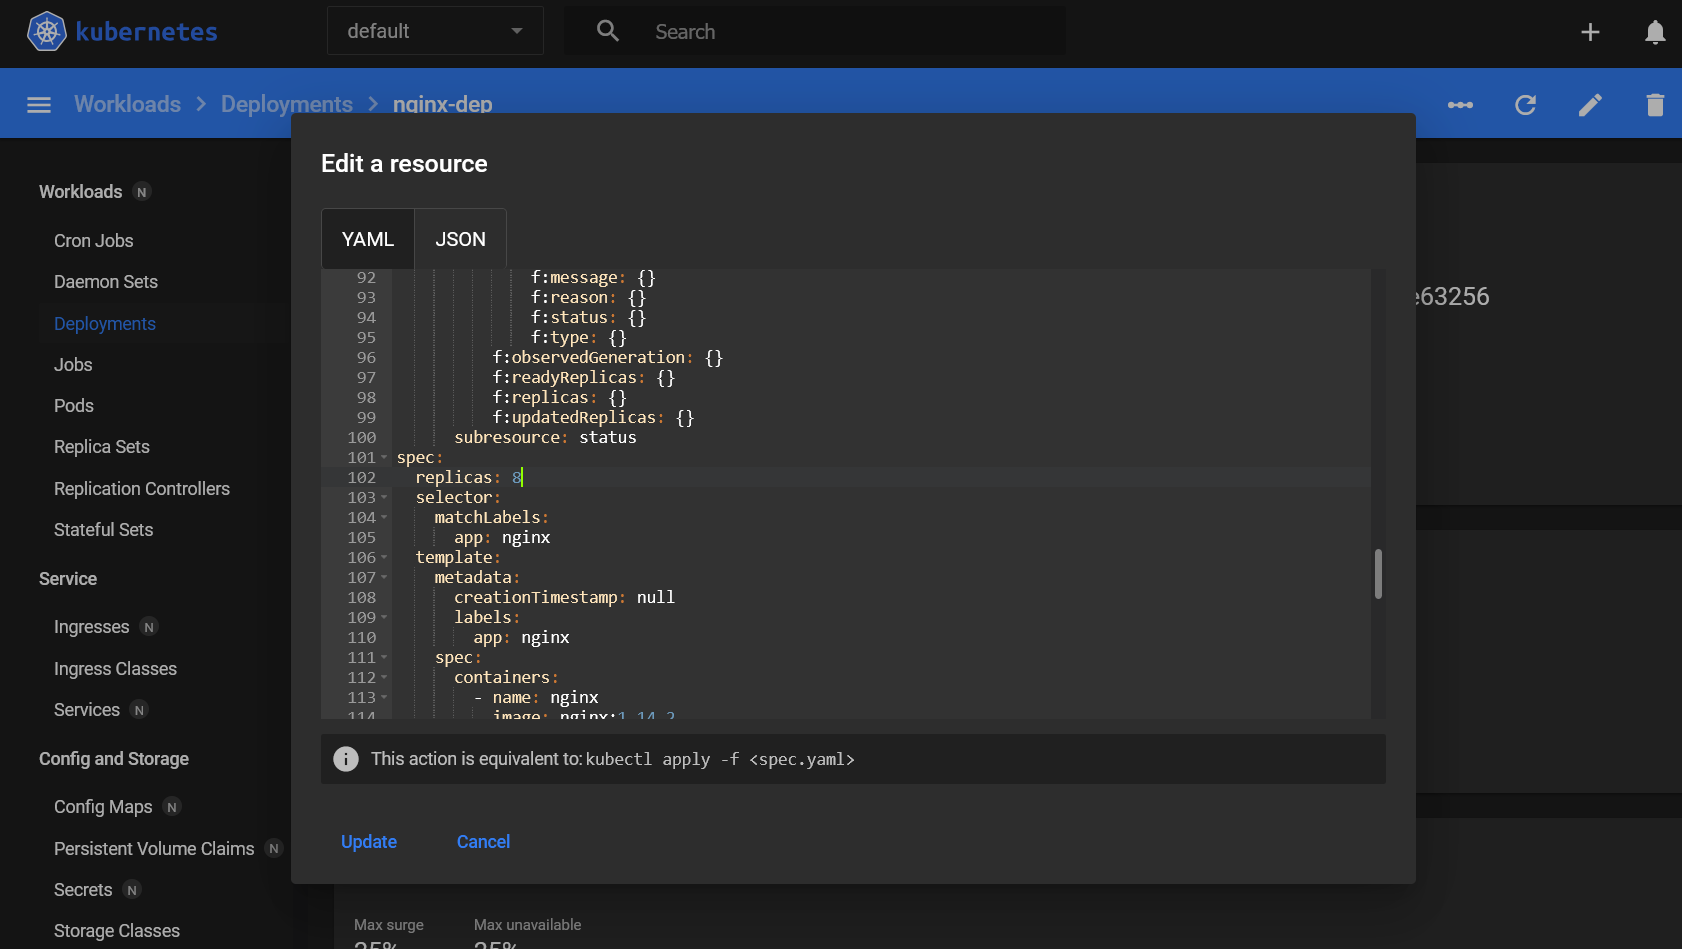 kubernetes
default
Search
Workloads > Deployments > nginx-dep
Workloads N
Cron Jobs
Daemon Sets
Deployments
Jobs
Pods
Replica Sets
Replication Controllers
Stateful Sets
Service
Ingresses N
Ingress Classes
Services N
Config and Storage
Config Maps N
Persistent Volume Claims N
Secrets N
Storage Classes
Edit a resource
YAML
JSON
92 f:message: {}
93 f:reason: {}
94 f:status: {}
95 f:type: {}
96 f:observedGeneration: {}
97 f:readyReplicas: {}
98 f:replicas: {}
99 f:updatedReplicas: {}
100 subresource: status
101 spec:
102 replicas: 8
103 selector:
104 matchLabels:
105 app: nginx
106 template:
107 metadata:
108 creationTimestamp: null
109 labels:
110 app: nginx
111 spec:
112 containers:
113 - name: nginx
114 image: nginx:1.14.2
This action is equivalent to: kubectl apply -f <spec.yaml>
Update
Cancel
e63256
Max surge
25%
Max unavailable
25%